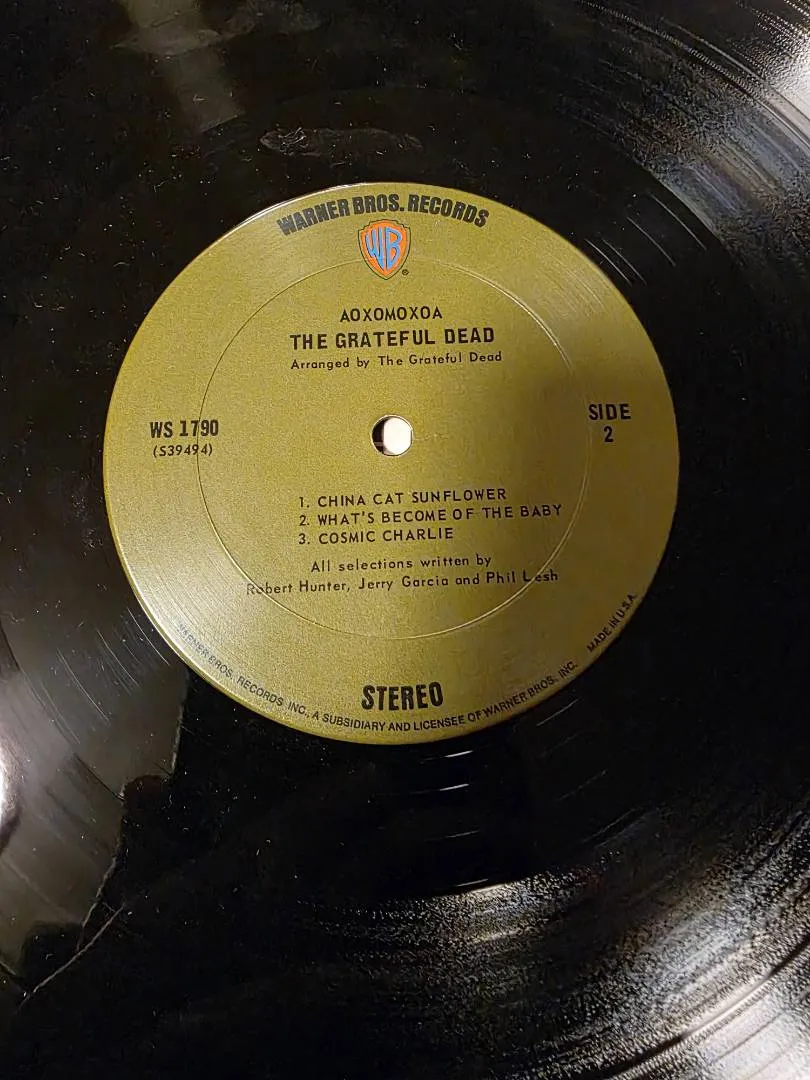 WARNER BROS. RECORDS
WB
®
AOXOMOXOA
THE GRATEFUL DEAD
Arranged by The Grateful Dead
WS 1790
(S39494)
SIDE
2
1. CHINA CAT SUNFLOWER
2. WHAT'S BECOME OF THE BABY
3. COSMIC CHARLIE
All selections written by
Robert Hunter, Jerry Garcia and Phil Lesh
STEREO
WARNER BROS. RECORDS INC., A SUBSIDIARY AND LICENSEE OF WARNER BROS. INC. MADE IN U.S.A.